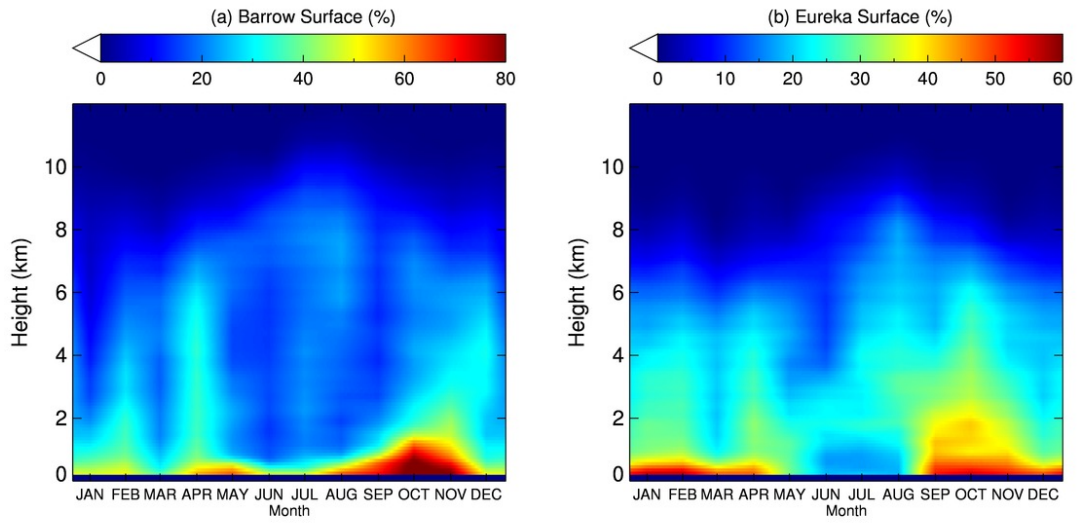 (a) Barrow Surface (%)
0 20 40 60 80
Height (km)
10
8
6
4
2
0
JAN FEB MAR APR MAY JUN JUL AUG SEP OCT NOV DEC
Month
(b) Eureka Surface (%)
0 10 20 30 40 50 60
Height (km)
10
8
6
4
2
0
JAN FEB MAR APR MAY JUN JUL AUG SEP OCT NOV DEC
Month